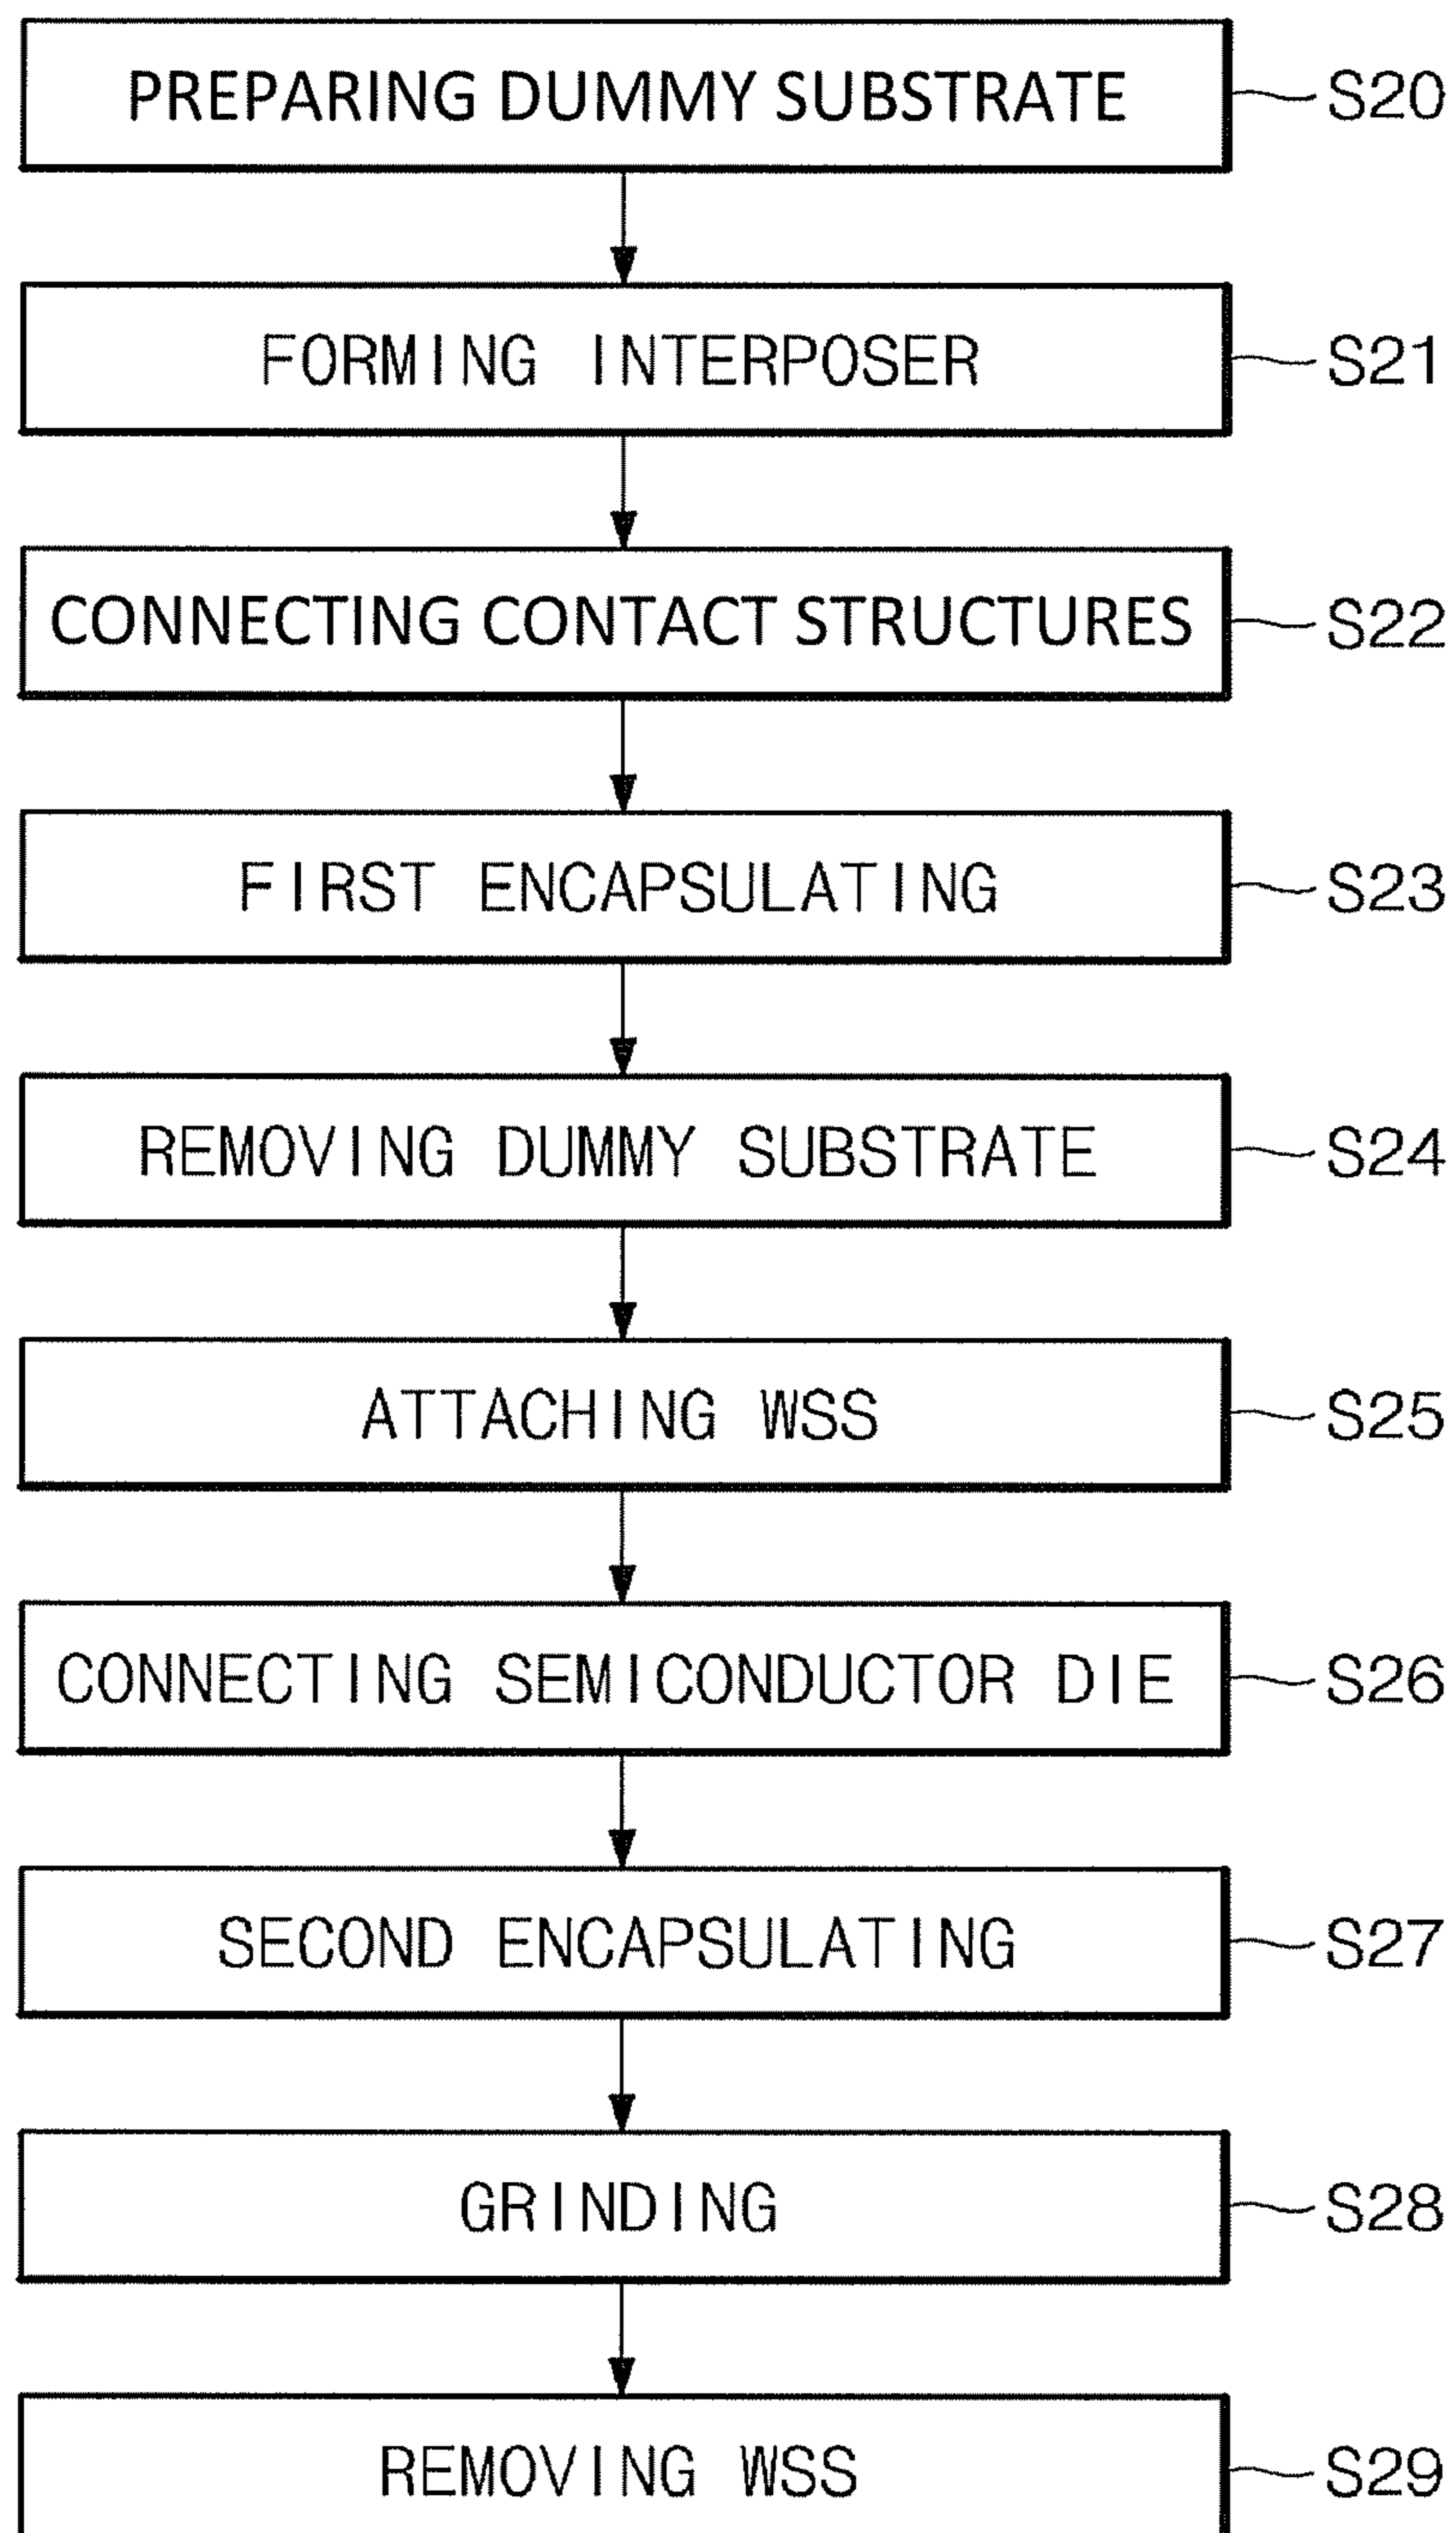 PREPARING DUMMY SUBSTRATE S20
FORMING INTERPOSER S21
CONNECTING CONTACT STRUCTURES S22
FIRST ENCAPSULATING S23
REMOVING DUMMY SUBSTRATE S24
ATTACHING WSS S25
CONNECTING SEMICONDUCTOR DIE S26
SECOND ENCAPSULATING S27
GRINDING S28
REMOVING WSS S29